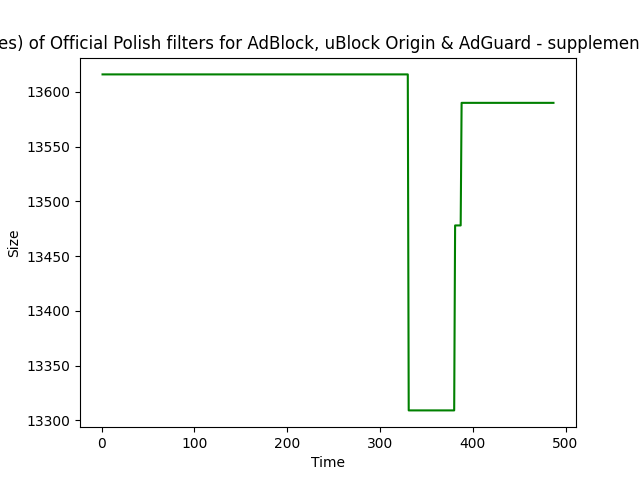 es) of Official Polish filters for AdBlock, uBlock Origin & AdGuard - supplemen
13600
13550
13500
13450
13400
13350
13300
Size
0 100 200 300 400 500
Time